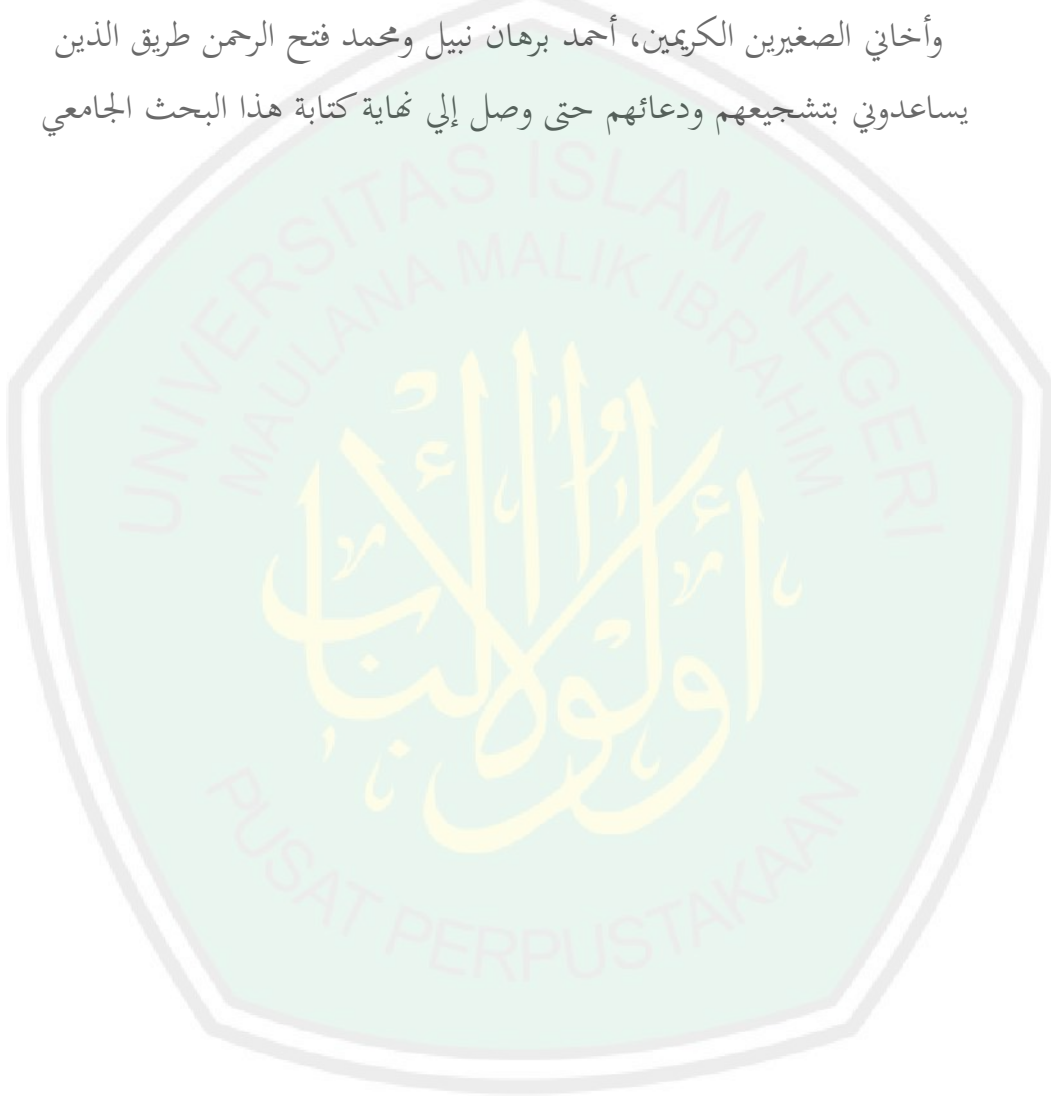 وأخاني الصغيرين الكريمين، أحمد برهان نبيل ومحمد فتح الرحمن طريق الذين
يساعدوني بتشجيعهم ودعائهم حتى وصل إلي نهاية كتابة هذا البحث الجامعي
UNIVERSITAS ISLAM NEGERI
MAULANA MALIK IBRAHIM
أولوا الألباب
PUSAT PERPUSTAKAAN